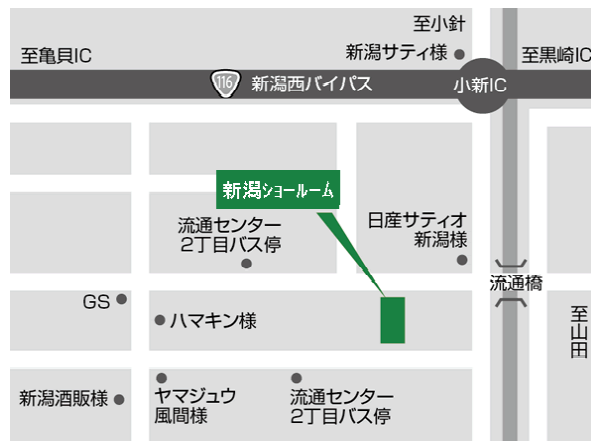 至小針
至亀貝IC
新潟サティ様
至黒崎IC
116
新潟西バイパス
小新IC
新潟ショールーム
流通センター
2丁目バス停
日産サティオ
新潟様
流通橋
GS
ハマキン様
至山田
新潟酒販様
ヤマジュウ
風間様
流通センター
2丁目バス停